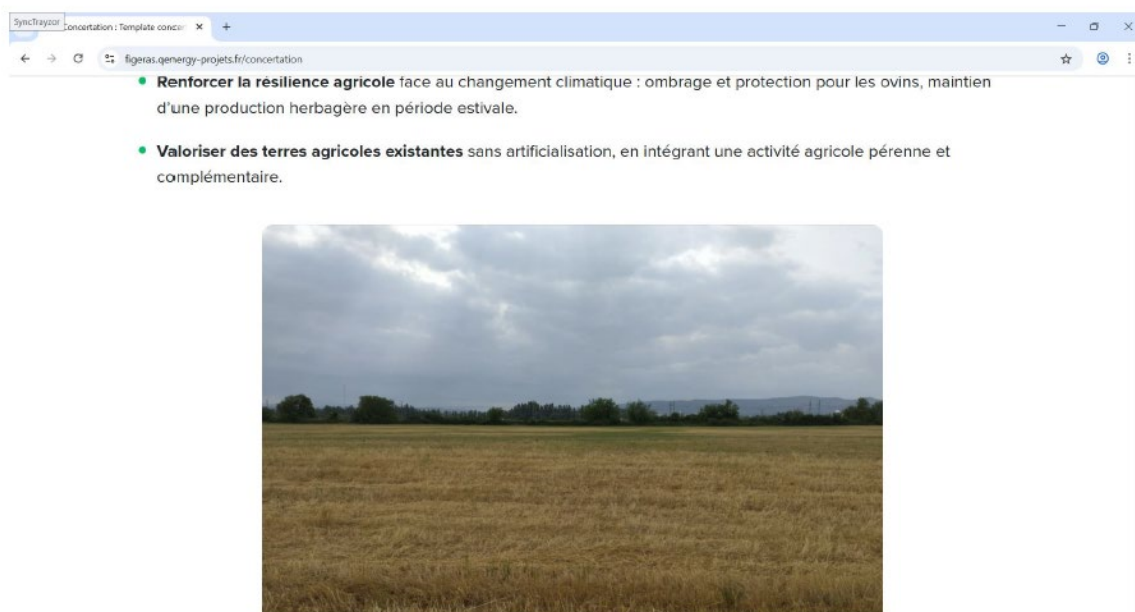 SyncTrayzor
Concertation : Template concer
figeras.qenergy-projets.fr/concertation
Renforcer la résilience agricole face au changement climatique : ombrage et protection pour les ovins, maintien
d'une production herbagère en période estivale.
Valoriser des terres agricoles existantes sans artificialisation, en intégrant une activité agricole pérenne et
complémentaire.